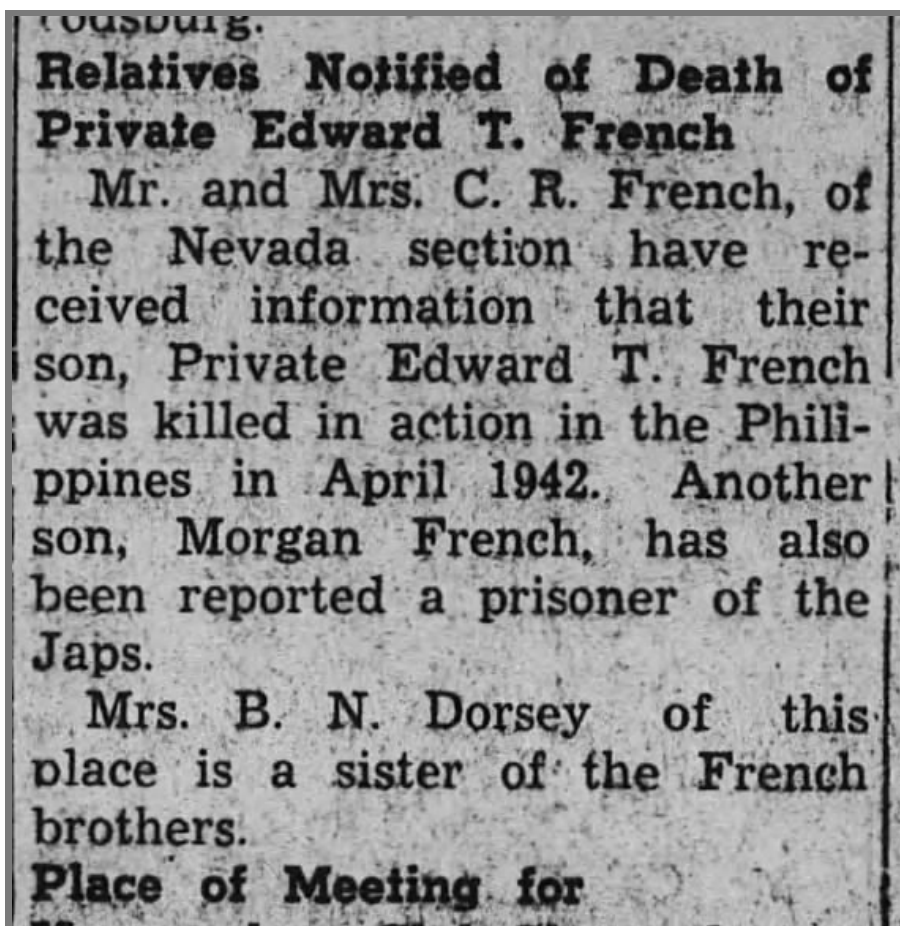 Relatives Notified of Death of
Private Edward T. French
Mr. and Mrs. C. R. French, of
the Nevada section have re-
ceived information that their
son, Private Edward T. French
was killed in action in the Phili-
ppines in April 1942. Another
son, Morgan French, has also
been reported a prisoner of the
Japs.
Mrs. B. N. Dorsey of this
place is a sister of the French
brothers.
Place of Meeting for